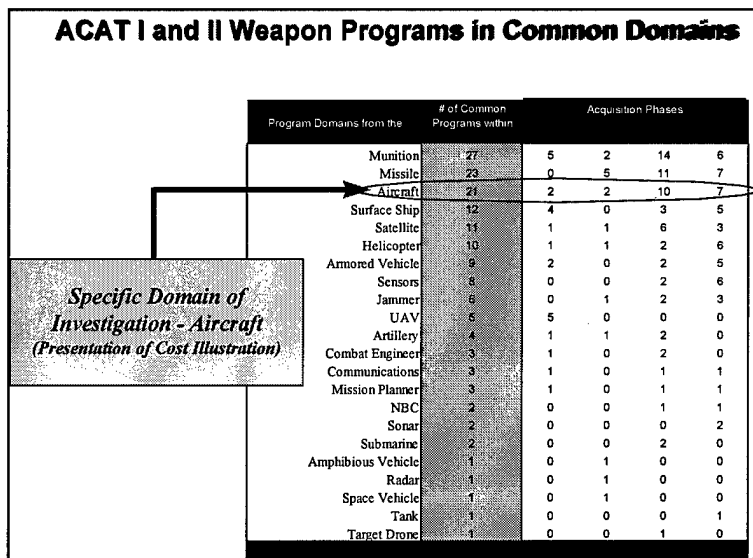 ACAT I and II Weapon Programs in Common Domains
Program Domains from the # of Common Programs within Acquisition Phases
Munition 27 5 2 14 6
Missile 23 0 5 11 7
Aircraft 21 2 2 10 7
Surface Ship 12 4 0 3 5
Satellite 11 1 1 6 3
Helicopter 10 1 1 2 6
Armored Vehicle 9 2 0 2 5
Sensors 8 0 0 2 6
Jammer 6 0 1 2 3
UAV 5 5 0 0 0
Artillery 4 1 1 2 0
Combat Engineer 3 1 0 2 0
Communications 3 1 0 1 1
Mission Planner 3 1 0 1 1
NBC 2 0 0 1 1
Sonar 2 0 0 0 2
Submarine 2 0 0 2 0
Amphibious Vehicle 1 0 1 0 0
Radar 1 0 1 0 0
Space Vehicle 1 0 1 0 0
Tank 1 0 0 0 1
Target Drone 1 0 0 1 0
Specific Domain of
Investigation - Aircraft
(Presentation of Cost Illustration)